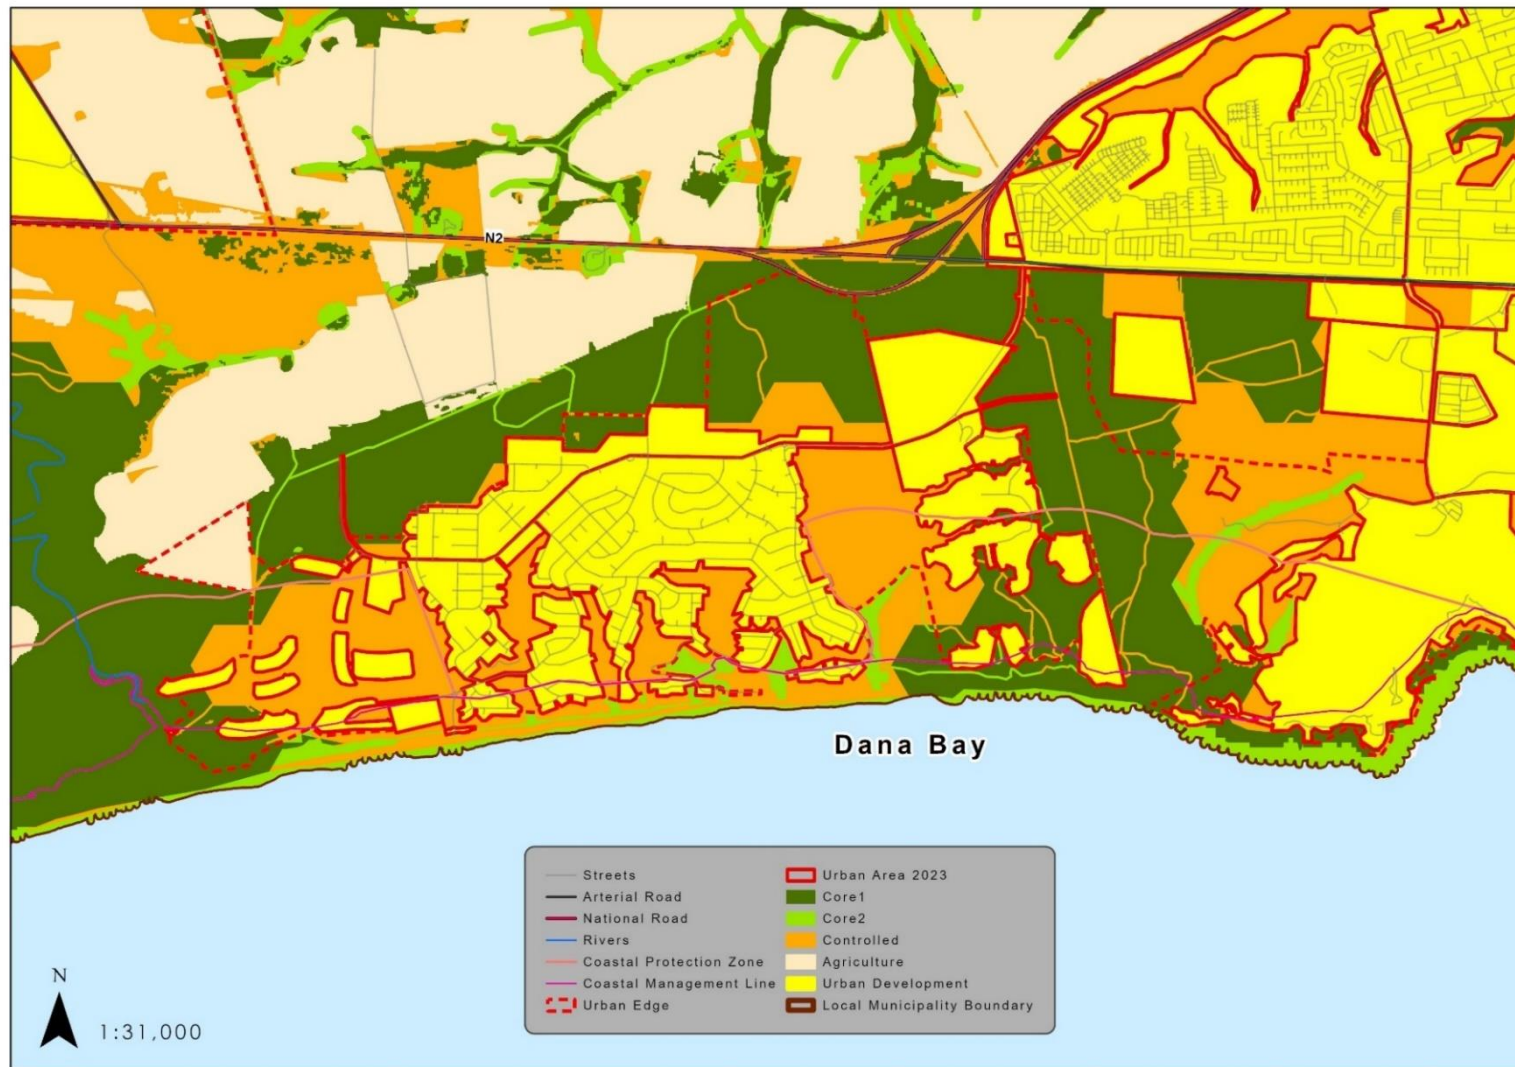 N2
Dana Bay
Streets
Arterial Road
National Road
Rivers
Coastal Protection Zone
Coastal Management Line
Urban Edge
Urban Area 2023
Core1
Core2
Controlled
Agriculture
Urban Development
Local Municipality Boundary
N
1:31,000